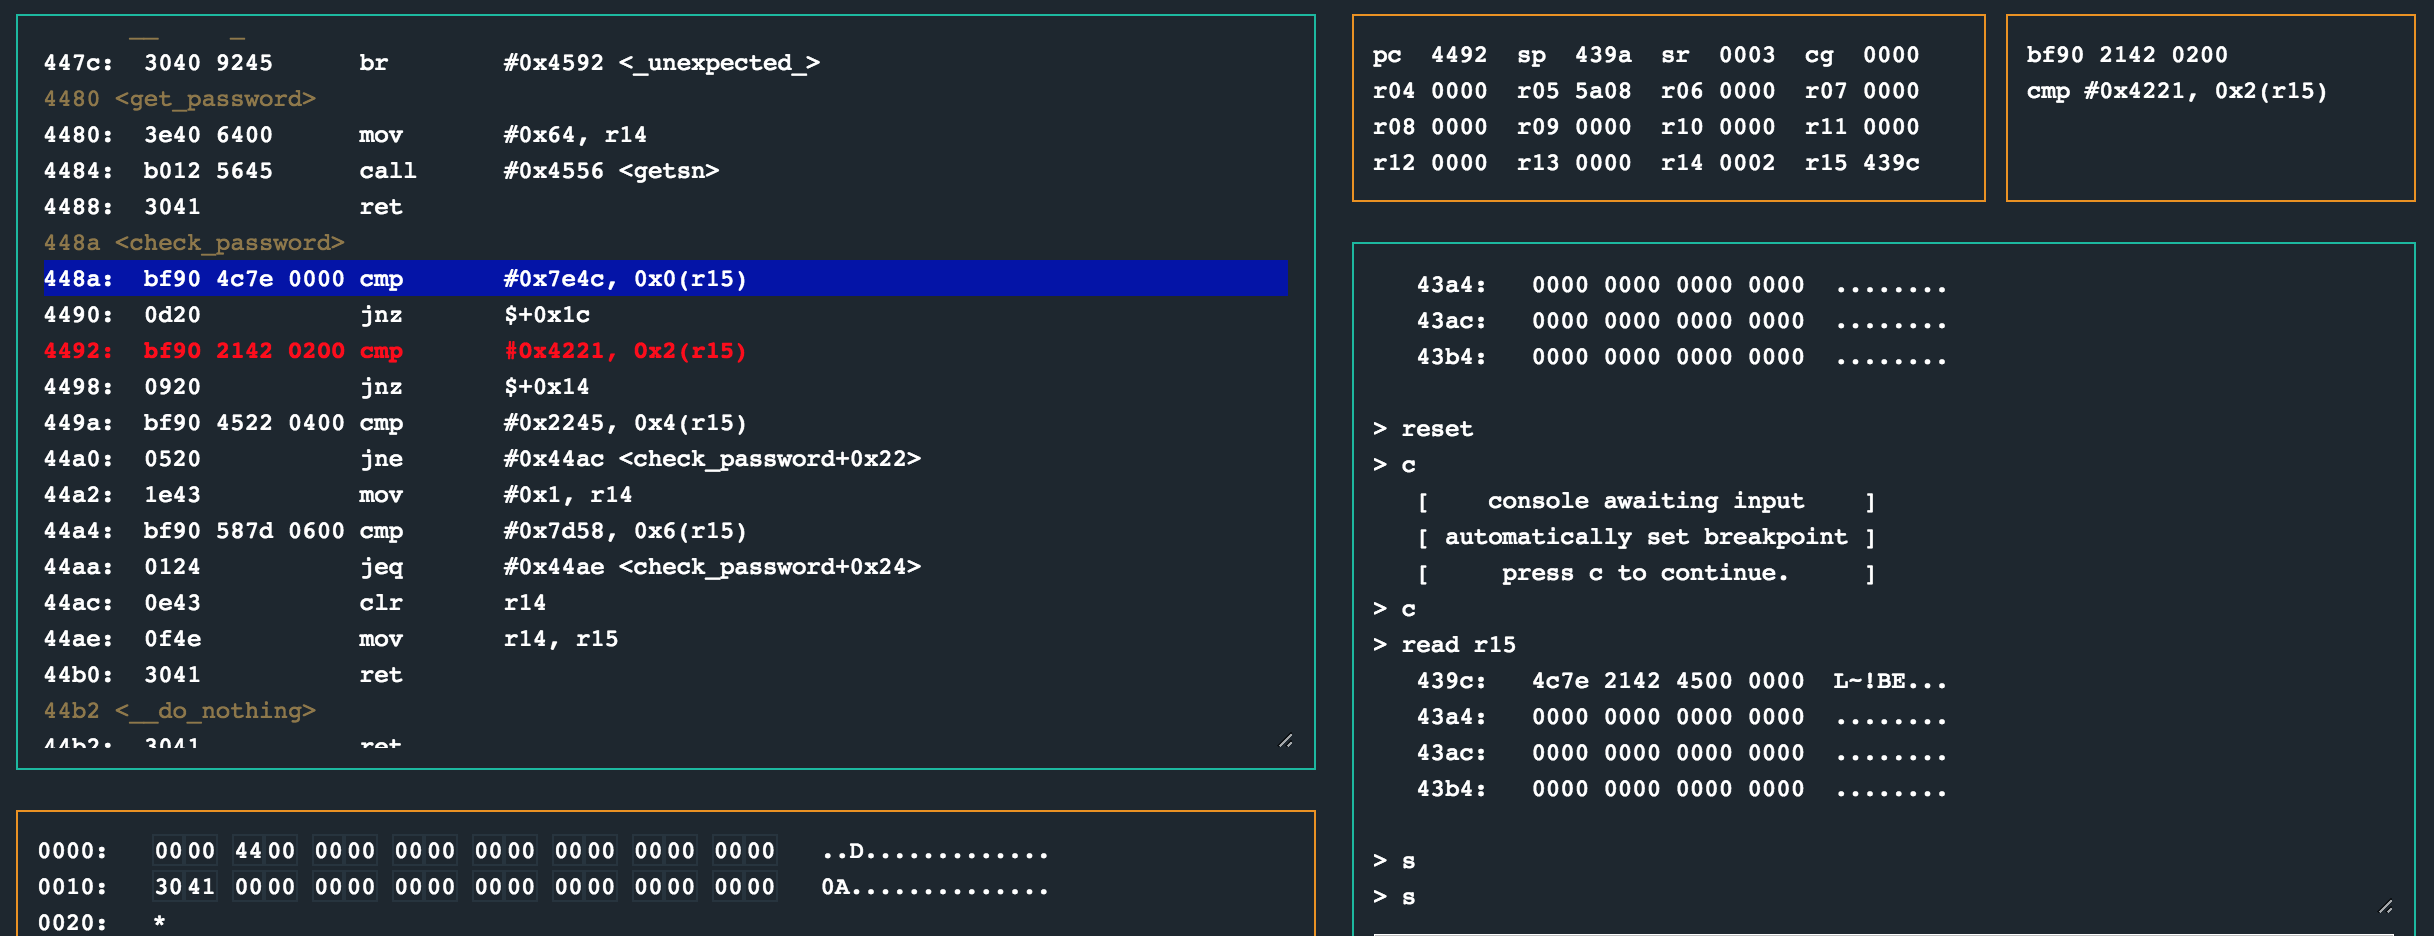 447c: 3040 9245 br #0x4592 <_unexpected_>
4480 <get_password>
4480: 3e40 6400 mov #0x64, r14
4484: b012 5645 call #0x4556 <getsn>
4488: 3041 ret
448a <check_password>
448a: bf90 4c7e 0000 cmp #0x7e4c, 0x0(r15)
4490: 0d20 jnz $+0x1c
4492: bf90 2142 0200 cmp #0x4221, 0x2(r15)
4498: 0920 jnz $+0x14
449a: bf90 4522 0400 cmp #0x2245, 0x4(r15)
44a0: 0520 jne #0x44ac <check_password+0x22>
44a2: 1e43 mov #0x1, r14
44a4: bf90 587d 0600 cmp #0x7d58, 0x6(r15)
44aa: 0124 jeq #0x44ae <check_password+0x24>
44ac: 0e43 clr r14
44ae: 0f4e mov r14, r15
44b0: 3041 ret
44b2 <__do_nothing>
44b2: 3041 ret
0000: 0000 4400 0000 0000 0000 0000 0000 0000 ..D.............
0010: 3041 0000 0000 0000 0000 0000 0000 0000 0A..............
0020: *
pc 4492 sp 439a sr 0003 cg 0000
r04 0000 r05 5a08 r06 0000 r07 0000
r08 0000 r09 0000 r10 0000 r11 0000
r12 0000 r13 0000 r14 0002 r15 439c
bf90 2142 0200
cmp #0x4221, 0x2(r15)
43a4: 0000 0000 0000 0000 ........
43ac: 0000 0000 0000 0000 ........
43b4: 0000 0000 0000 0000 ........
> reset
> c
[ console awaiting input ]
[ automatically set breakpoint ]
[ press c to continue. ]
> c
> read r15
439c: 4c7e 2142 4500 0000 L~!BE...
43a4: 0000 0000 0000 0000 ........
43ac: 0000 0000 0000 0000 ........
43b4: 0000 0000 0000 0000 ........
> s
> s